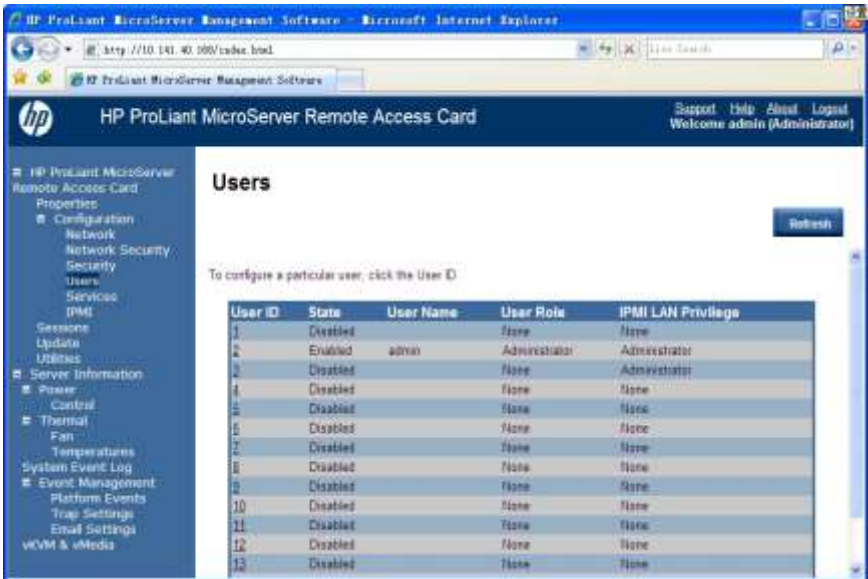 HP ProLiant MicroServer Management Software - Microsoft Internet Explorer
Live Search
HP ProLiant MicroServer Management Software
hp
HP ProLiant MicroServer Remote Access Card
Support Help About Logout
Welcome admin (Administrator)
HP ProLiant MicroServer
Remote Access Card
Properties
Configuration
Network
Network Security
Security
Users
Services
IPMI
Sessions
Update
Utilities
Server Information
Power
Control
Thermal
Fan
Temperatures
System Event Log
Event Management
Platform Events
Trap Settings
Email Settings
vKVM & vMedia
Users
Refresh
To configure a particular user, click the User ID
User ID State User Name User Role IPMI LAN Privilege
1 Disabled None None
2 Enabled admin Administrator Administrator
3 Disabled None Administrator
4 Disabled None None
5 Disabled None None
6 Disabled None None
7 Disabled None None
8 Disabled None None
9 Disabled None None
10 Disabled None None
11 Disabled None None
12 Disabled None None
13 Disabled None None